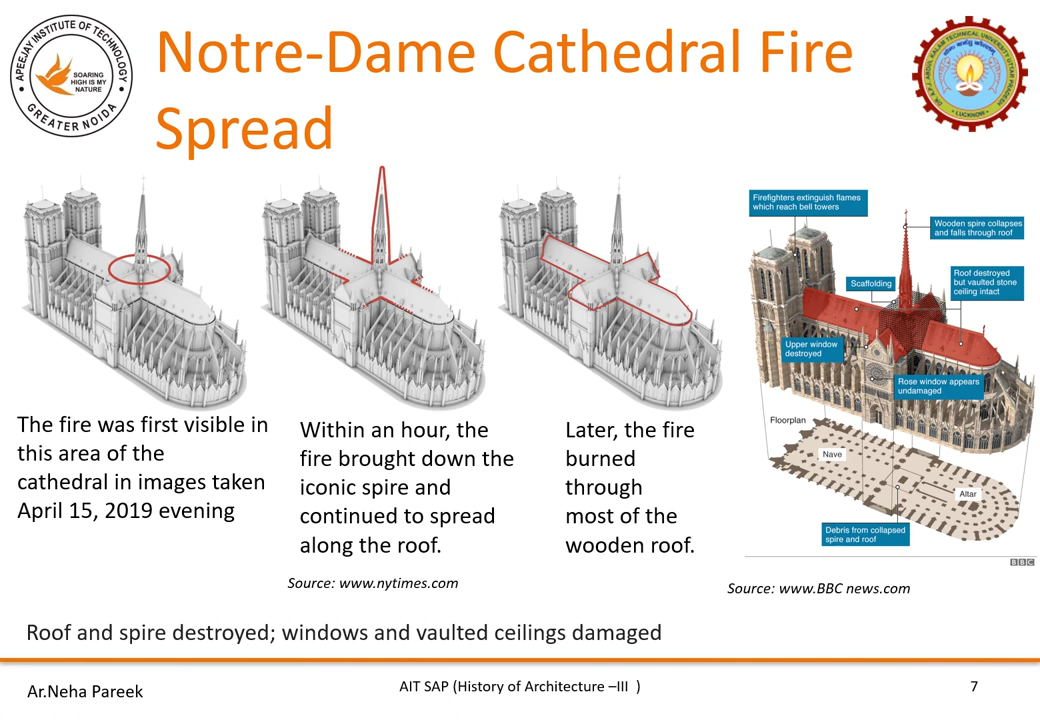 APEEJAY INSTITUTE OF TECHNOLOGY
SOARING
HIGH IS MY
NATURE
GREATER NOIDA
Notre-Dame Cathedral Fire
Spread
LUCKNOW
The fire was first visible in
this area of the
cathedral in images taken
April 15, 2019 evening
Within an hour, the
fire brought down the
iconic spire and
continued to spread
along the roof.
Source: www.nytimes.com
Later, the fire
burned
through
most of the
wooden roof.
Firefighters extinguish flames
which reach bell towers
Wooden spire collapses
and falls through roof
Scaffolding
Roof destroyed
but vaulted stone
ceiling intact
Upper window
destroyed
Rose window appears
undamaged
Floorplan
Nave
Altar
Debris from collapsed
spire and roof
BBC
Source: www.BBC news.com
Roof and spire destroyed; windows and vaulted ceilings damaged
Ar.Neha Pareek
AIT SAP (History of Architecture –III )
7